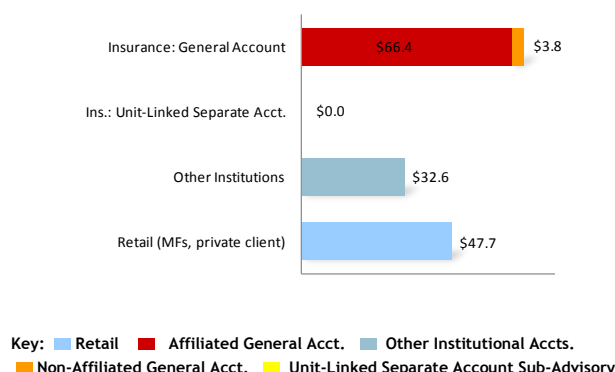 Insurance: General Account $66.4 $3.8
Ins.: Unit-Linked Separate Acct. $0.0
Other Institutions $32.6
Retail (MFs, private client) $47.7
Key: Retail Affiliated General Acct. Other Institutional Accts.
Non-Affiliated General Acct. Unit-Linked Separate Account Sub-Advisory